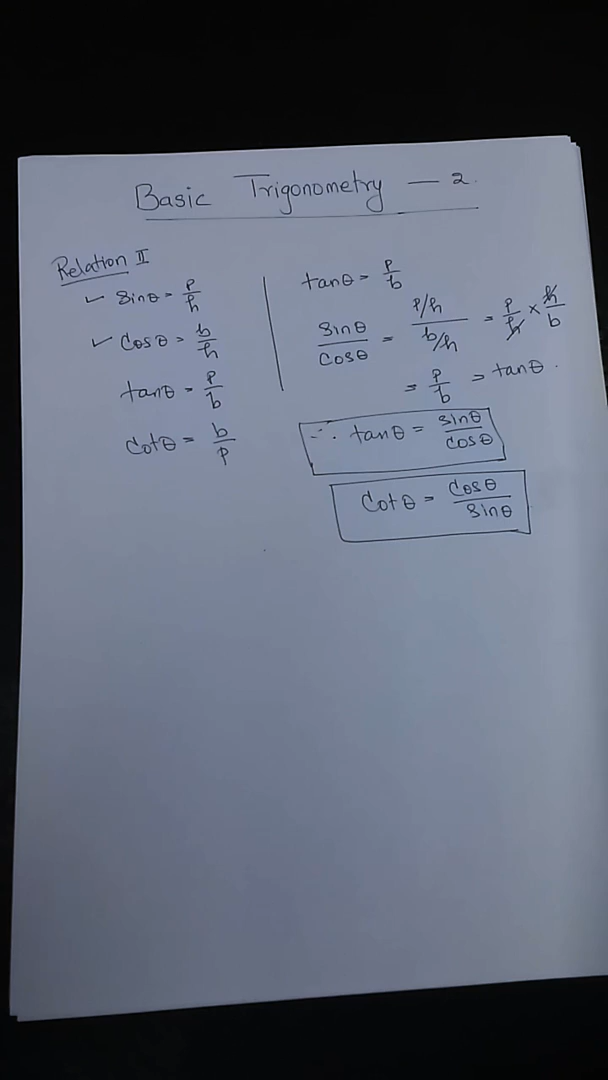 Basic Trigonometry — 2.
Relation II
✓ Sinθ = p/h
✓ Cosθ = b/h
tanθ = p/b
Cotθ = b/p
tanθ = p/b
Sinθ/Cosθ = (p/h)/(b/h) = p/h × h/b
= p/b = tanθ.
∴ tanθ = Sinθ/Cosθ
Cotθ = Cosθ/Sinθ